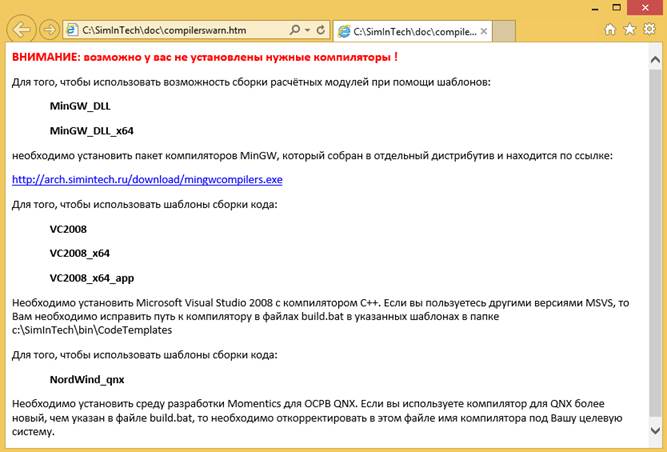 C:\SimInTech\doc\compilerswarn.htm
C:\SimInTech\doc\compile...
ВНИМАНИЕ: возможно у вас не установлены нужные компиляторы !
Для того, чтобы использовать возможность сборки расчётных модулей при помощи шаблонов:
MinGW_DLL
MinGW_DLL_x64
необходимо установить пакет компиляторов MinGW, который собран в отдельный дистрибутив и находится по ссылке:
http://arch.simintech.ru/download/mingwcompilers.exe
Для того, чтобы использовать шаблоны сборки кода:
VC2008
VC2008_x64
VC2008_x64_app
Необходимо установить Microsoft Visual Studio 2008 с компилятором C++. Если вы пользуетесь другими версиями MSVS, то
Вам необходимо исправить путь к компилятору в файлах build.bat в указанных шаблонах в папке
c:\SimInTech\bin\CodeTemplates
Для того, чтобы использовать шаблоны сборки кода:
NordWind_qnx
Необходимо установить среду разработки Momentics для ОСРВ QNX. Если вы используете компилятор для QNX более
новый, чем указан в файле build.bat, то необходимо откорректировать в этом файле имя компилятора под Вашу целевую
систему.